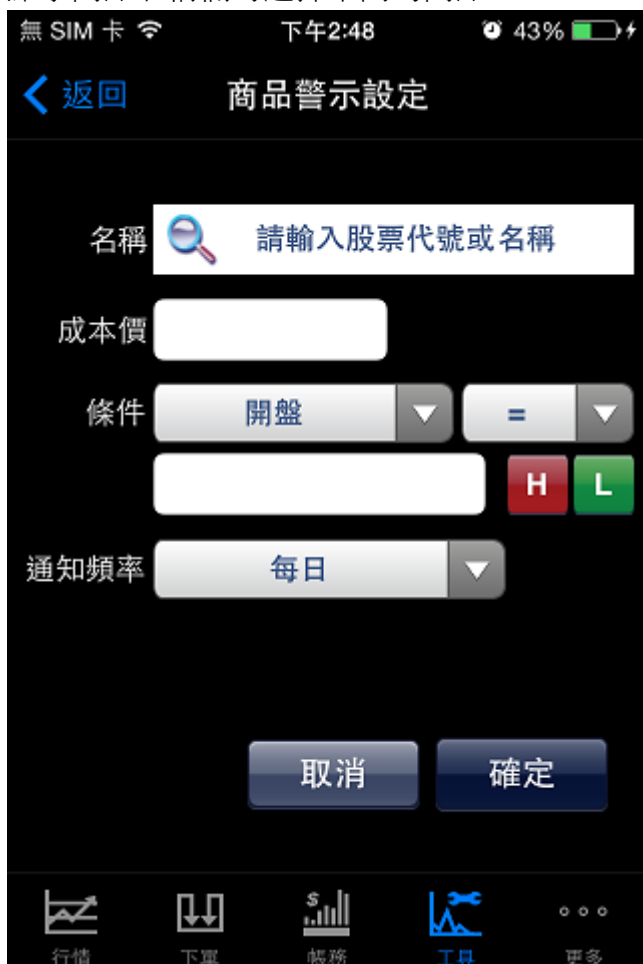 無 SIM 卡 下午2:48 43%
返回 商品警示設定
名稱 請輸入股票代號或名稱
成本價
條件 開盤 =
H L
通知頻率 每日
取消 確定
$
行情 下單 帳務 工具 更多